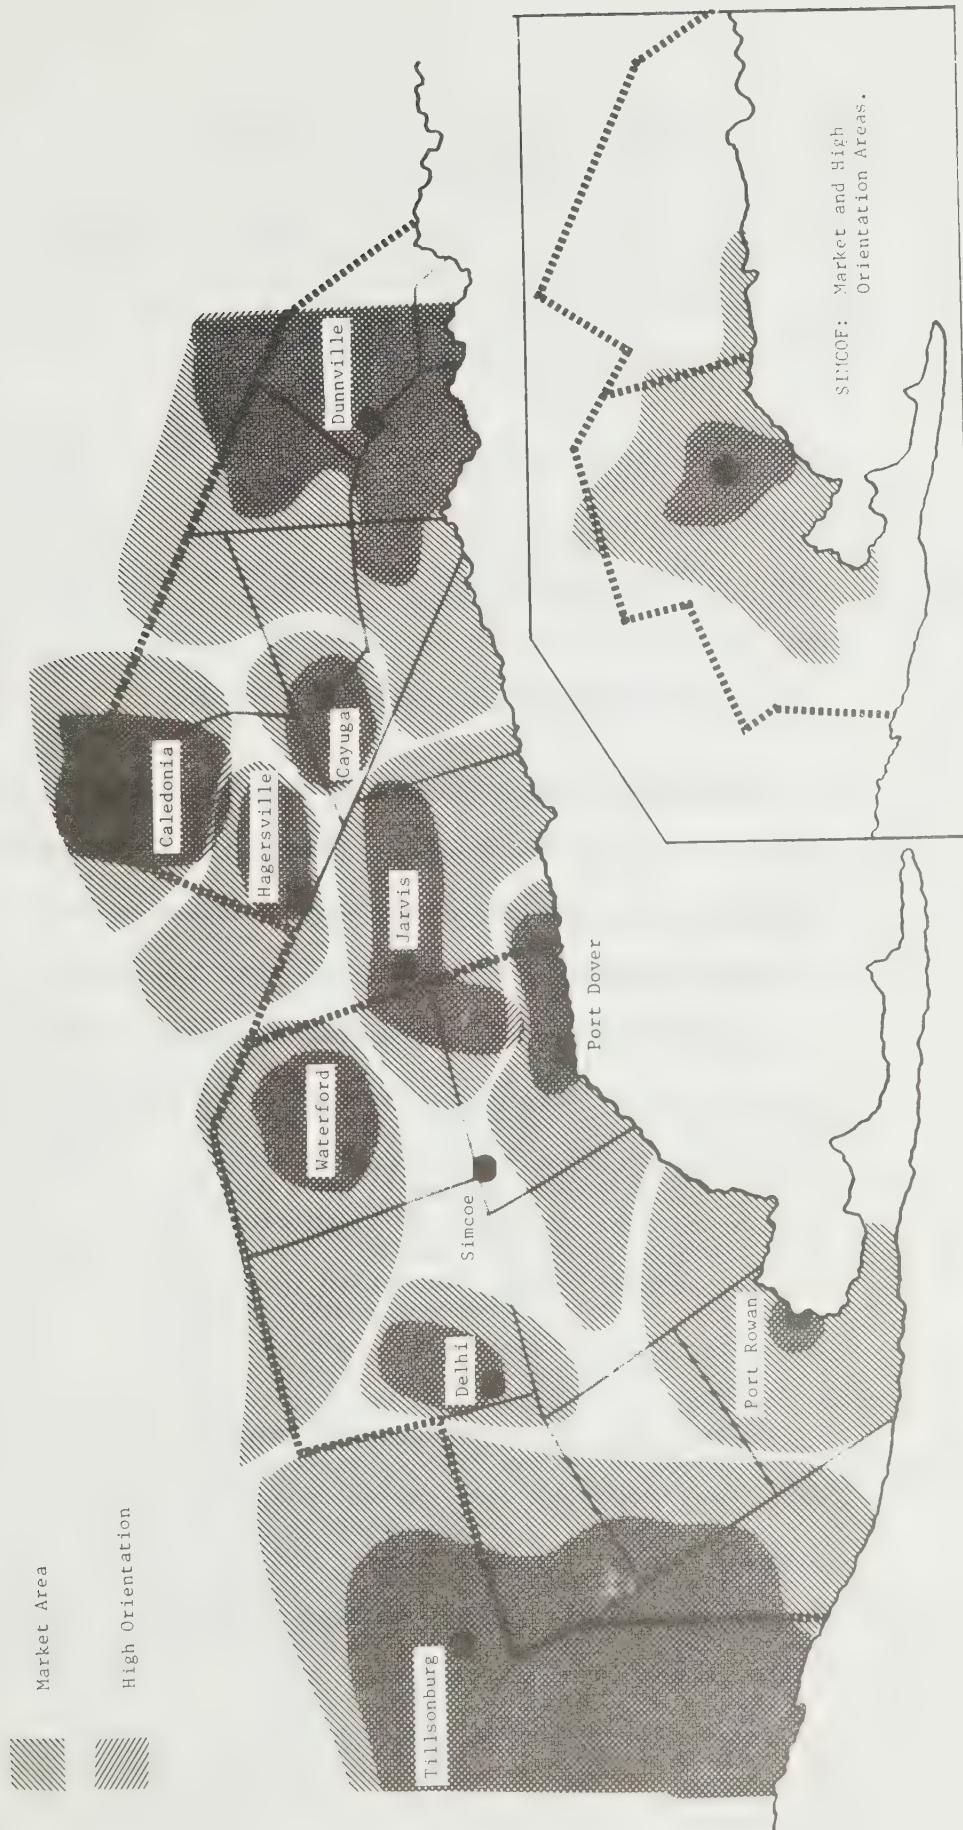 Market Area
High Orientation
Tillsonburg
Delhi
Waterford
Simcoe
Port Rowan
Port Dover
Jarvis
Hagersville
Caledonia
Cayuga
Dunnville
SIMCOE: Market and High
Orientation Areas.